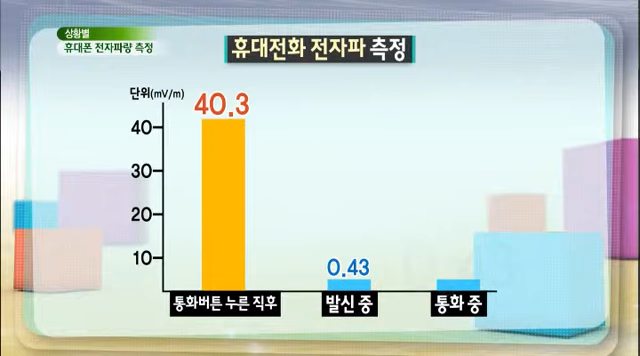 상황별
휴대폰 전자파량 측정
휴대전화 전자파 측정
단위(mV/m)
40.3
40
30
20
10
0.43
통화버튼 누른 직후
발신 중
통화 중